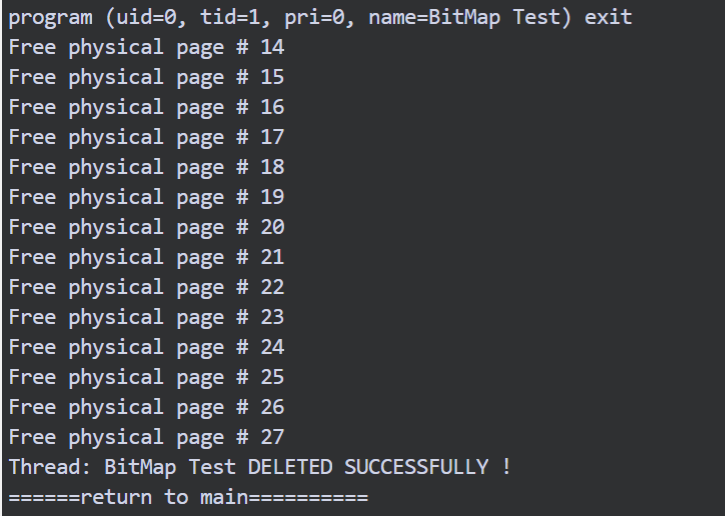 program (uid=0, tid=1, pri=0, name=BitMap Test) exit
Free physical page # 14
Free physical page # 15
Free physical page # 16
Free physical page # 17
Free physical page # 18
Free physical page # 19
Free physical page # 20
Free physical page # 21
Free physical page # 22
Free physical page # 23
Free physical page # 24
Free physical page # 25
Free physical page # 26
Free physical page # 27
Thread: BitMap Test DELETED SUCCESSFULLY !
======return to main==========